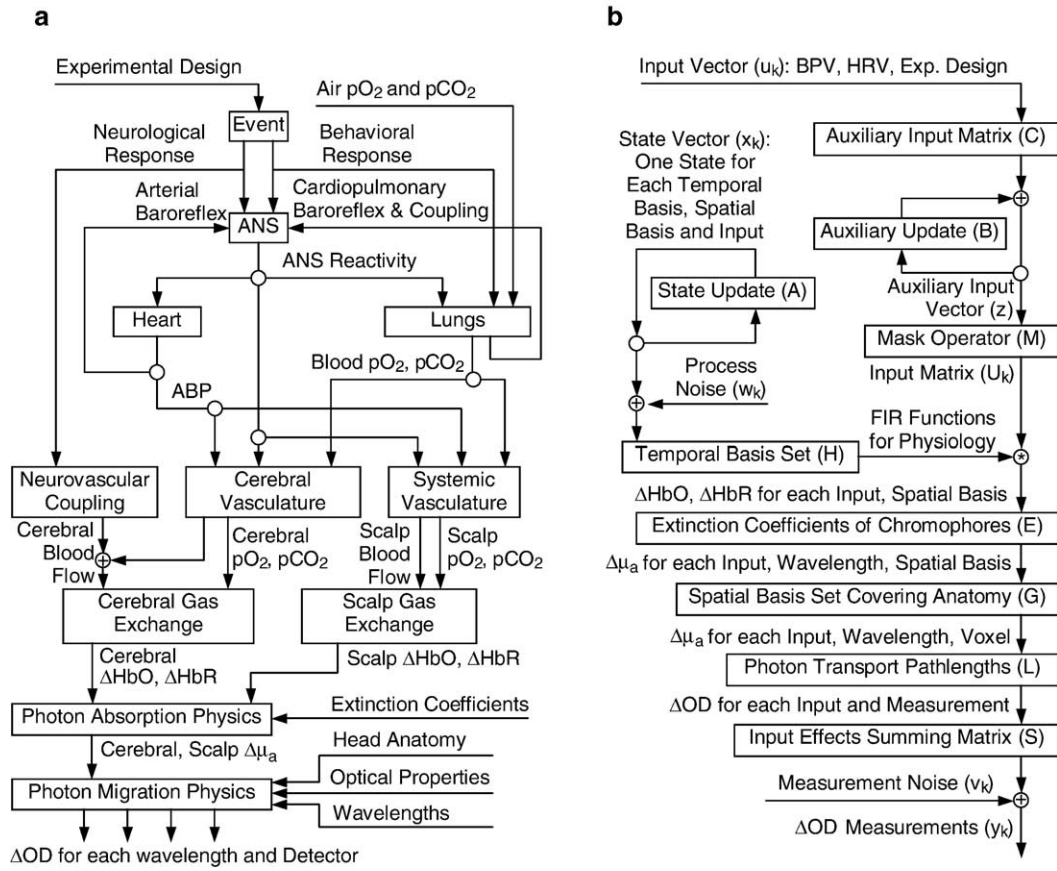 a
Experimental Design
Air pO2 and pCO2
Event
Neurological
Response
Behavioral
Response
Arterial
Baroreflex
Cardiopulmonary
Baroreflex & Coupling
ANS
ANS Reactivity
Heart
Lungs
Blood pO2, pCO2
ABP
Neurovascular
Coupling
Cerebral
Vasculature
Systemic
Vasculature
Cerebral
Blood
Flow
Cerebral
pO2, pCO2
Scalp
Blood
Flow
Scalp
pO2, pCO2
Cerebral Gas
Exchange
Scalp Gas
Exchange
Cerebral
ΔHbO, ΔHbR
Scalp ΔHbO, ΔHbR
Photon Absorption Physics
Extinction Coefficients
Cerebral, Scalp Δμa
Head Anatomy
Photon Migration Physics
Optical Properties
Wavelengths
ΔOD for each wavelength and Detector
b
Input Vector (uk): BPV, HRV, Exp. Design
Auxiliary Input Matrix (C)
State Vector (xk):
One State for
Each Temporal
Basis, Spatial
Basis and Input
+
Auxiliary Update (B)
State Update (A)
Auxiliary Input
Vector (z)
Mask Operator (M)
Process
Noise (wk)
Input Matrix (Uk)
+
FIR Functions
for Physiology
Temporal Basis Set (H)
*
ΔHbO, ΔHbR for each Input, Spatial Basis
Extinction Coefficients of Chromophores (E)
Δμa for each Input, Wavelength, Spatial Basis
Spatial Basis Set Covering Anatomy (G)
Δμa for each Input, Wavelength, Voxel
Photon Transport Pathlengths (L)
ΔOD for each Input and Measurement
Input Effects Summing Matrix (S)
Measurement Noise (vk)
+
ΔOD Measurements (yk)